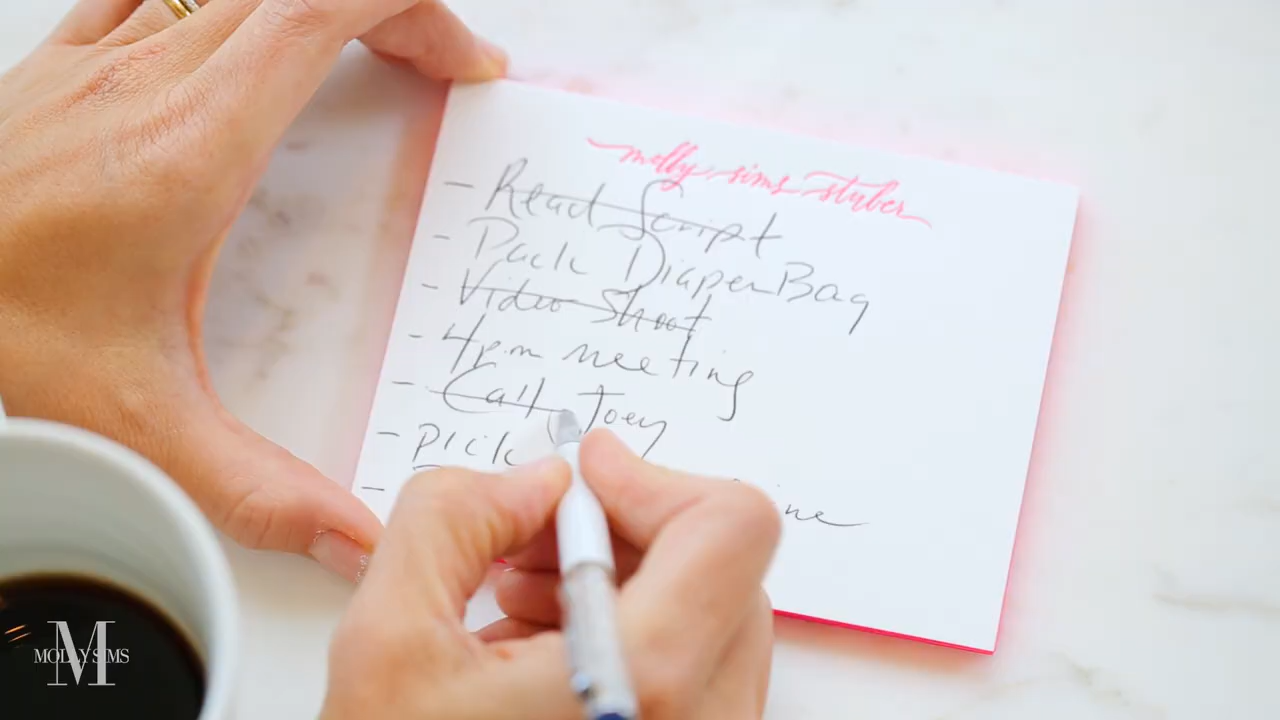 molly sims stuber
- Read Script
- Pack Diaper Bag
- Video Shoot
- 4pm meeting
- Call Joey
- Pick
-
M
MOLLY SIMS